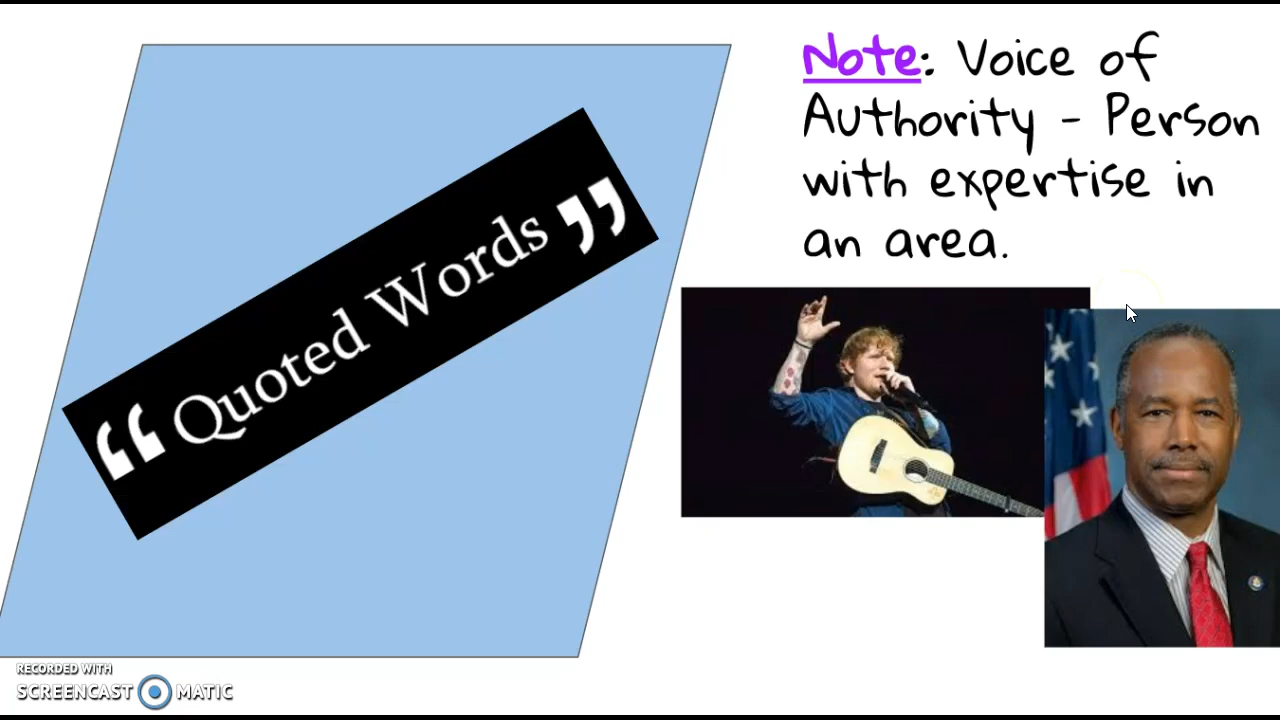 “ Quoted Words ”
Note: Voice of
Authority - Person
with expertise in
an area.
RECORDED WITH
SCREENCAST MATIC